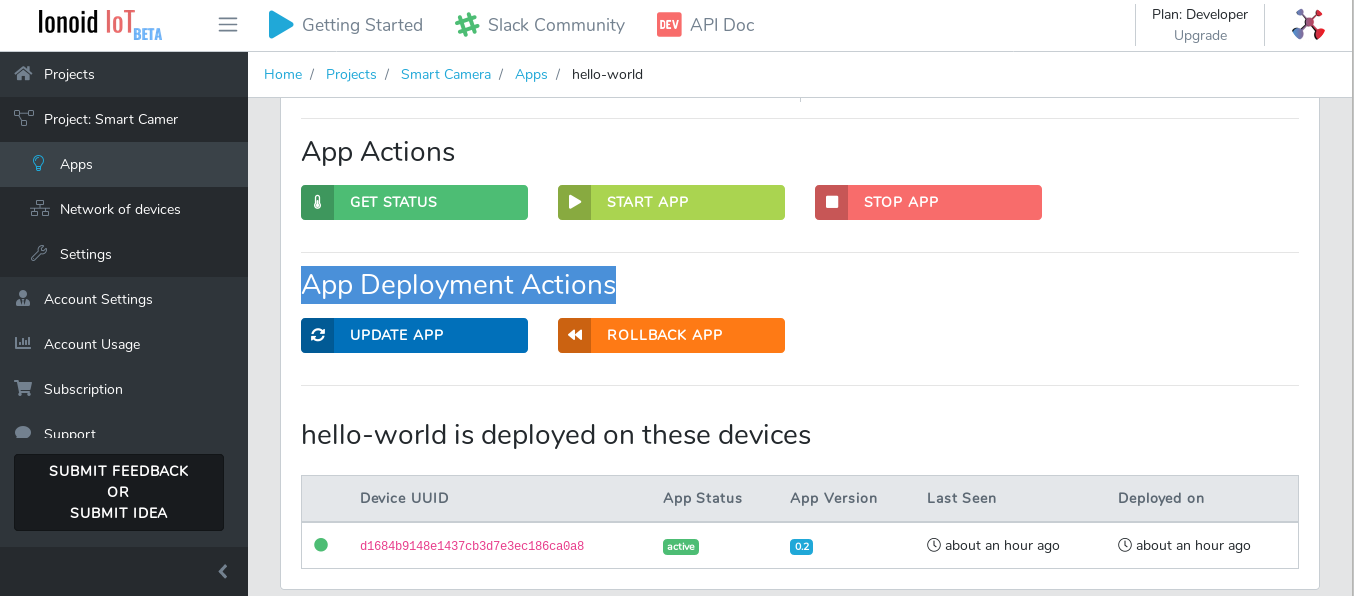 Ionoid IoT BETA
Getting Started
Slack Community
DEV API Doc
Plan: Developer
Upgrade
Projects
Project: Smart Camer
Apps
Network of devices
Settings
Account Settings
Account Usage
Subscription
Support
SUBMIT FEEDBACK
OR
SUBMIT IDEA
Home / Projects / Smart Camera / Apps / hello-world
App Actions
GET STATUS START APP STOP APP
App Deployment Actions
UPDATE APP ROLLBACK APP
hello-world is deployed on these devices
Device UUID App Status App Version Last Seen Deployed on
d1684b9148e1437cb3d7e3ec186ca0a8 active 0.2 about an hour ago about an hour ago